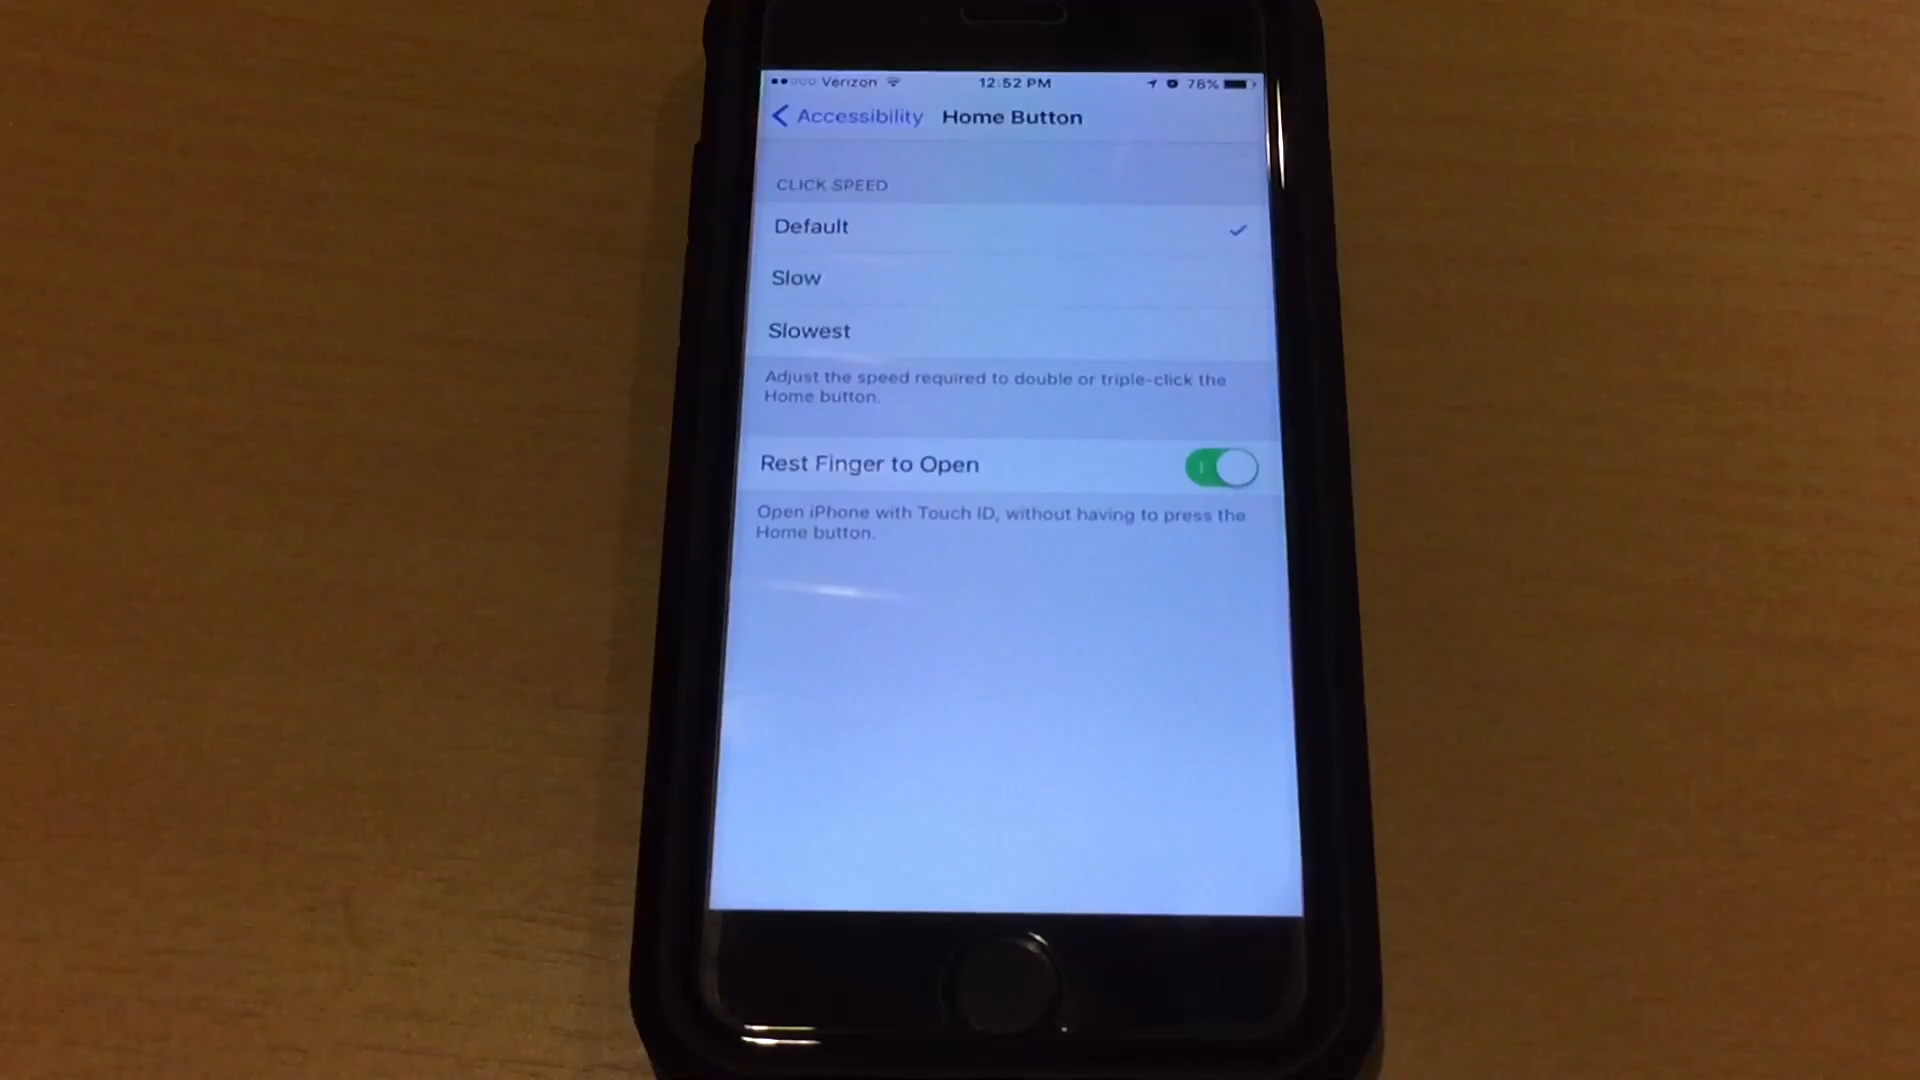 Verizon 12:52 PM 78%
Accessibility Home Button
CLICK SPEED
Default
Slow
Slowest
Adjust the speed required to double or triple-click the
Home button.
Rest Finger to Open
Open iPhone with Touch ID, without having to press the
Home button.